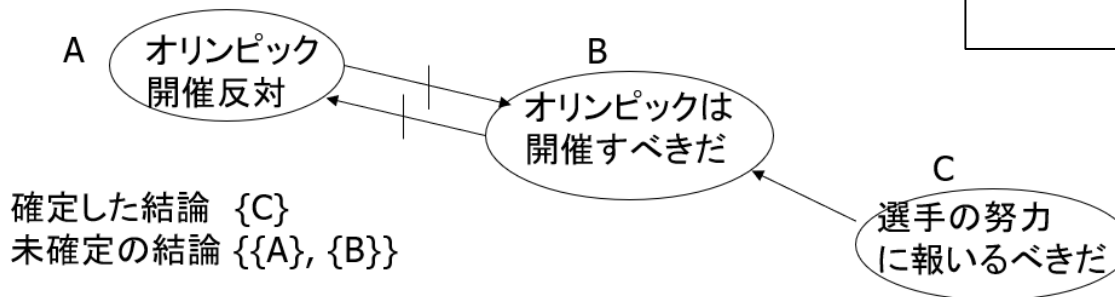 A
オリンピック
開催反対
B
オリンピックは
開催すべきだ
C
選手の努力
に報いるべきだ
確定した結論 {C}
未確定の結論 {{A}, {B}}